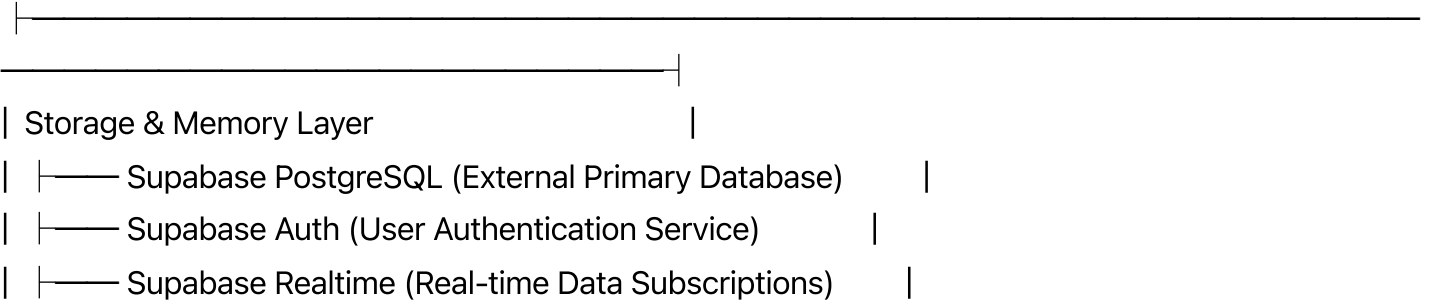 ├────────────────────────────────────────────
─────────────────────┤
│ Storage & Memory Layer │
│ ├── Supabase PostgreSQL (External Primary Database) │
│ ├── Supabase Auth (User Authentication Service) │
│ ├── Supabase Realtime (Real-time Data Subscriptions) │